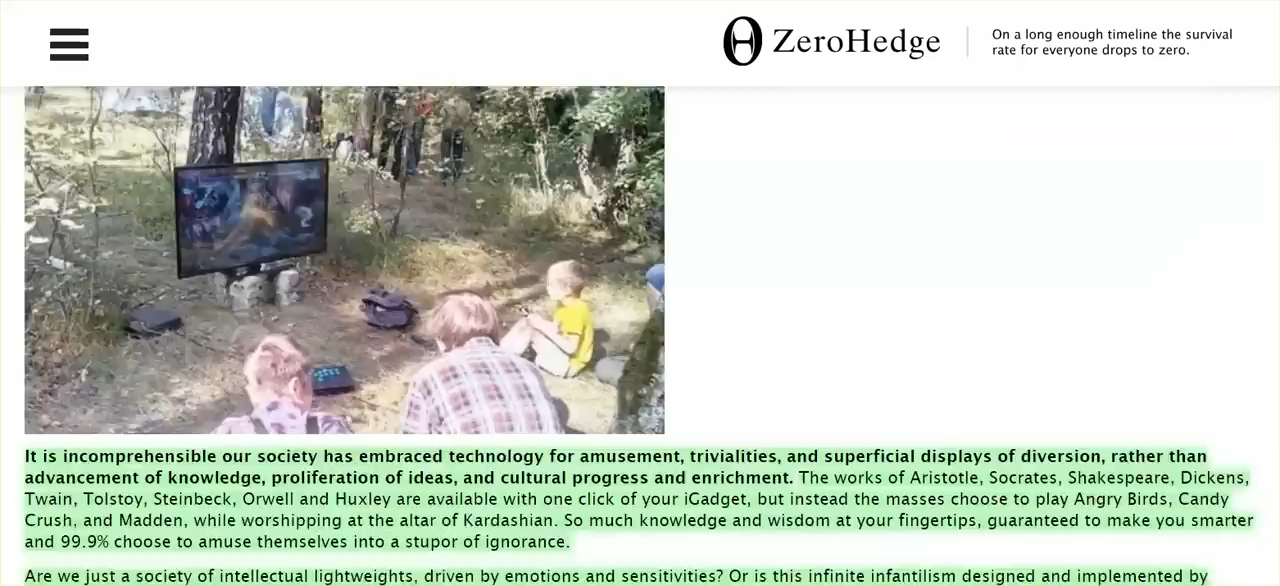 ZeroHedge
On a long enough timeline the survival
rate for everyone drops to zero.
It is incomprehensible our society has embraced technology for amusement, trivialities, and superficial displays of diversion, rather than
advancement of knowledge, proliferation of ideas, and cultural progress and enrichment. The works of Aristotle, Socrates, Shakespeare, Dickens,
Twain, Tolstoy, Steinbeck, Orwell and Huxley are available with one click of your iGadget, but instead the masses choose to play Angry Birds, Candy
Crush, and Madden, while worshipping at the altar of Kardashian. So much knowledge and wisdom at your fingertips, guaranteed to make you smarter
and 99.9% choose to amuse themselves into a stupor of ignorance.
Are we just a society of intellectual lightweights, driven by emotions and sensitivities? Or is this infinite infantilism designed and implemented by